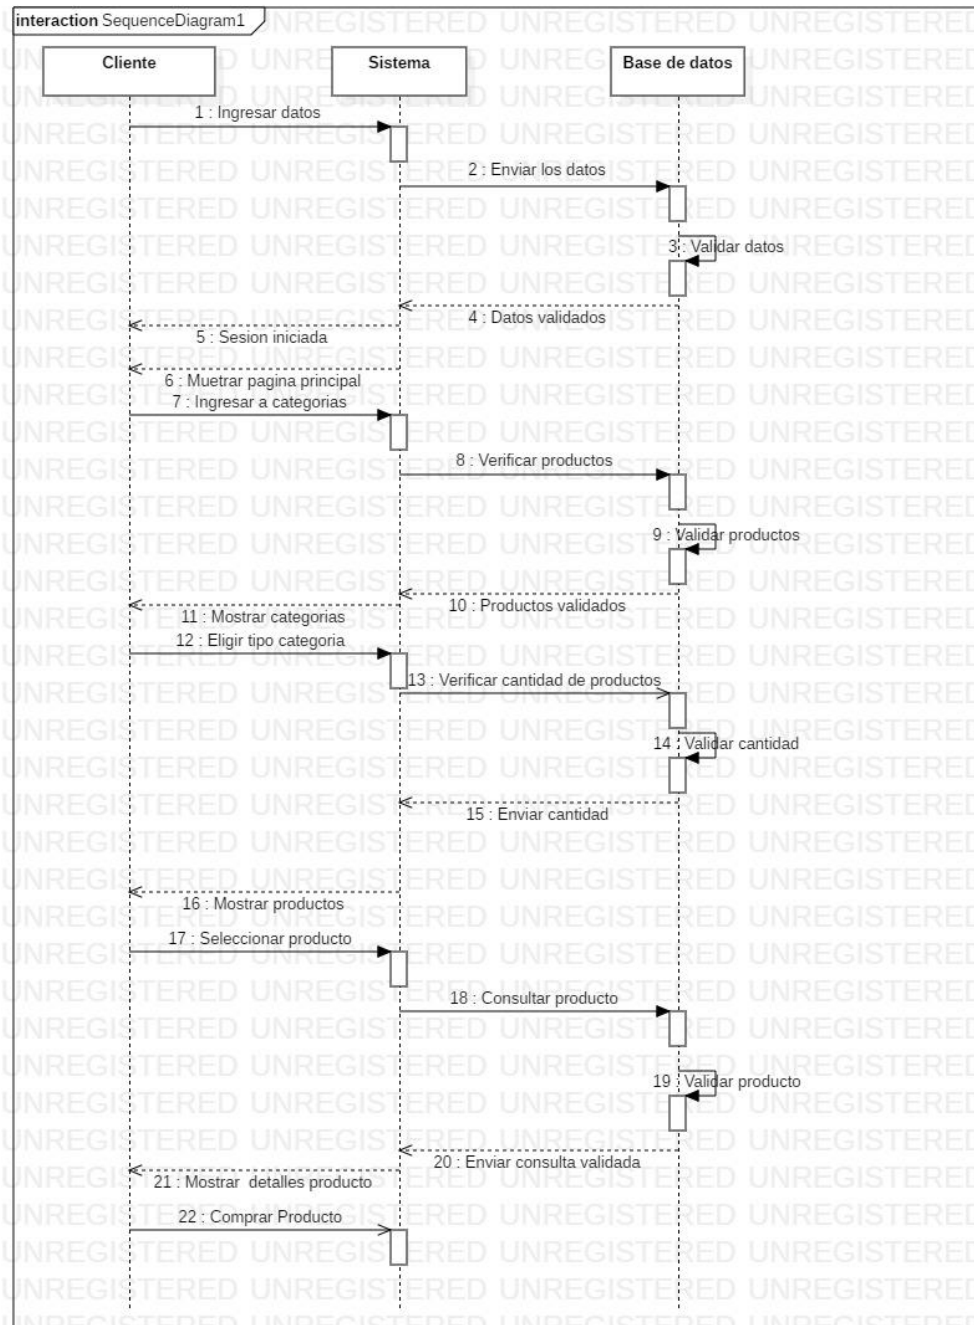 interaction SequenceDiagram1
Cliente
Sistema
Base de datos
1 : Ingresar datos
2 : Enviar los datos
3 : Validar datos
4 : Datos validados
5 : Sesion iniciada
6 : Muetrar pagina principal
7 : Ingresar a categorias
8 : Verificar productos
9 : Validar productos
10 : Productos validados
11 : Mostrar categorias
12 : Eligir tipo categoria
13 : Verificar cantidad de productos
14 : Validar cantidad
15 : Enviar cantidad
16 : Mostrar productos
17 : Seleccionar producto
18 : Consultar producto
19 : Validar producto
20 : Enviar consulta validada
21 : Mostrar  detalles producto
22 : Comprar Producto
UNREGISTERED